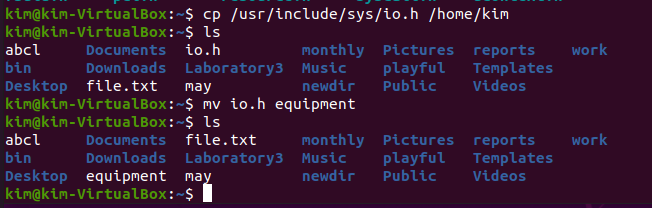 kim@kim-VirtualBox:~$ cp /usr/include/sys/io.h /home/kim
kim@kim-VirtualBox:~$ ls
abcl Documents io.h monthly Pictures reports work
bin Downloads Laboratory3 Music playful Templates
Desktop file.txt may newdir Public Videos
kim@kim-VirtualBox:~$ mv io.h equipment
kim@kim-VirtualBox:~$ ls
abcl Documents file.txt monthly Pictures reports work
bin Downloads Laboratory3 Music playful Templates
Desktop equipment may newdir Public Videos
kim@kim-VirtualBox:~$